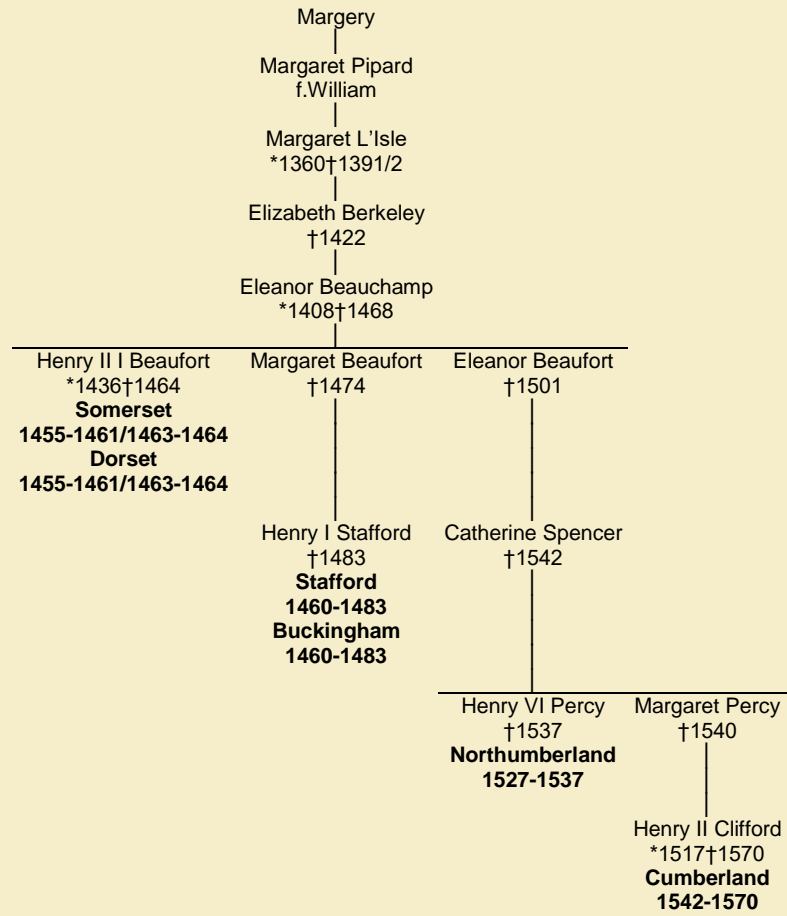 Margery
Margaret Pipard
f.William
Margaret L'Isle
*1360†1391/2
Elizabeth Berkeley
†1422
Eleanor Beauchamp
*1408†1468
Henry II I Beaufort
*1436†1464
Somerset
1455-1461/1463-1464
Dorset
1455-1461/1463-1464
Margaret Beaufort
†1474
Eleanor Beaufort
†1501
Henry I Stafford
†1483
Stafford
1460-1483
Buckingham
1460-1483
Catherine Spencer
†1542
Henry VI Percy
†1537
Northumberland
1527-1537
Margaret Percy
†1540
Henry II Clifford
*1517†1570
Cumberland
1542-1570